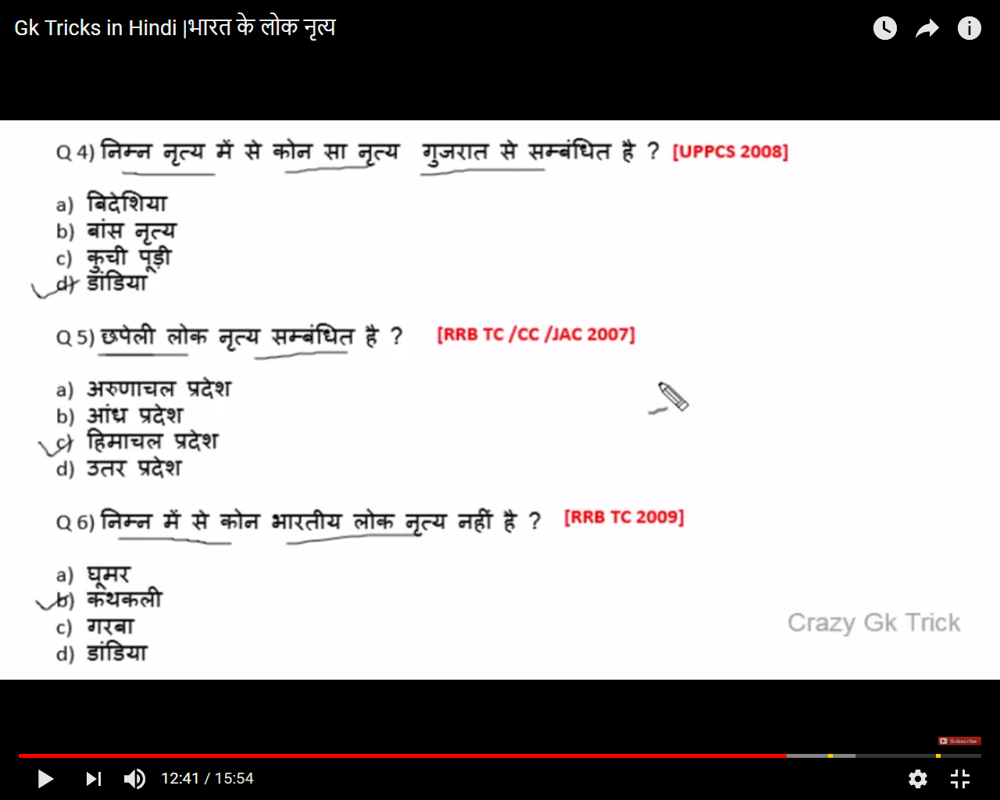 Gk Tricks in Hindi |भारत के लोक नृत्य
Q 4) निम्न नृत्य में से कोन सा नृत्य गुजरात से सम्बंधित है ? [UPPCS 2008]
a) बिदेशिया
b) बांस नृत्य
c) कुची पूड़ी
d) डांडिया
Q 5) छपेली लोक नृत्य सम्बंधित है ? [RRB TC /CC /JAC 2007]
a) अरुणाचल प्रदेश
b) आंध्र प्रदेश
c) हिमाचल प्रदेश
d) उतर प्रदेश
Q 6) निम्न में से कोन भारतीय लोक नृत्य नहीं है ? [RRB TC 2009]
a) घूमर
b) कथकली
c) गरबा
d) डांडिया
Crazy Gk Trick
Subscribe
12:41 / 15:54